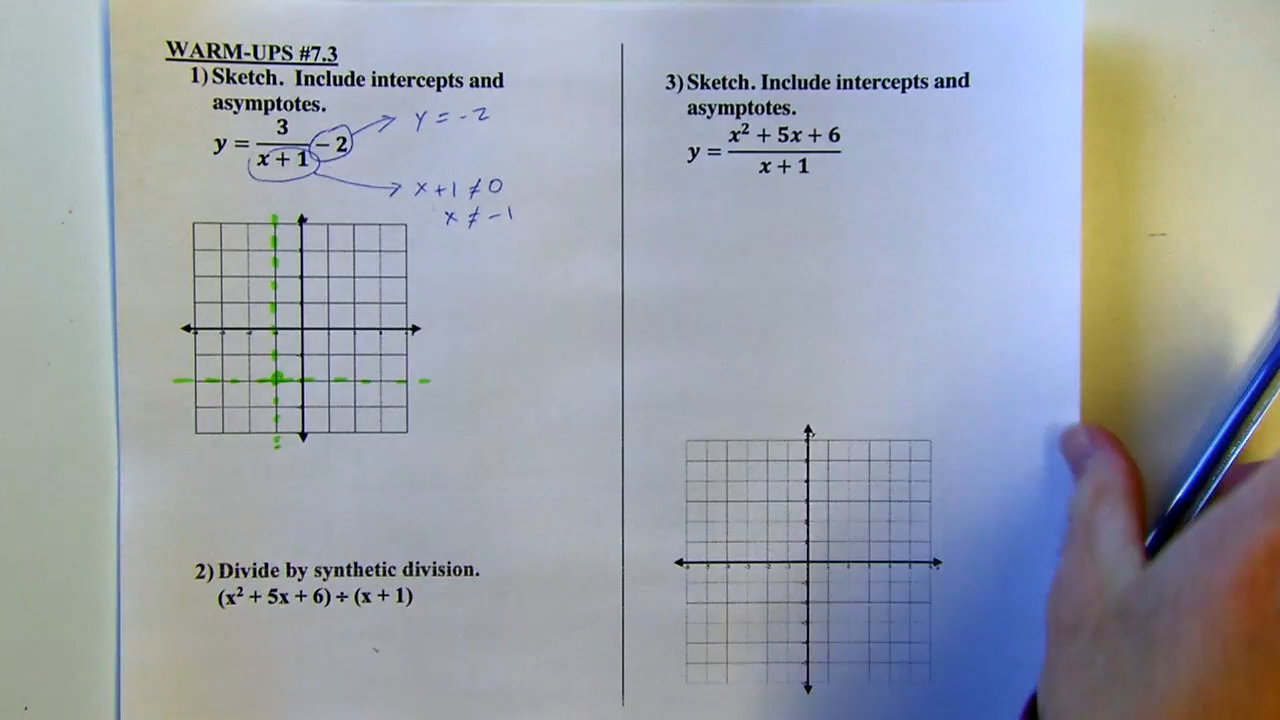 WARM-UPS #7.3
1) Sketch. Include intercepts and
asymptotes.
y = 3/(x + 1) − 2
y = -2
x +1 ≠ 0
x ≠ -1
2) Divide by synthetic division.
(x² + 5x + 6) ÷ (x + 1)
3) Sketch. Include intercepts and
asymptotes.
y = (x² + 5x + 6)/(x + 1)